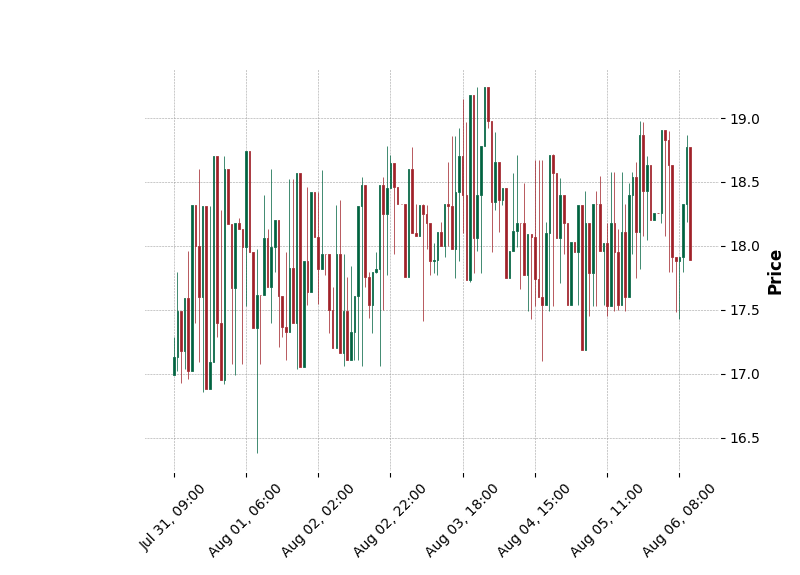 19.0
18.5
18.0
17.5
17.0
16.5
Price
Jul 31, 09:00
Aug 01, 06:00
Aug 02, 02:00
Aug 02, 22:00
Aug 03, 18:00
Aug 04, 15:00
Aug 05, 11:00
Aug 06, 08:00